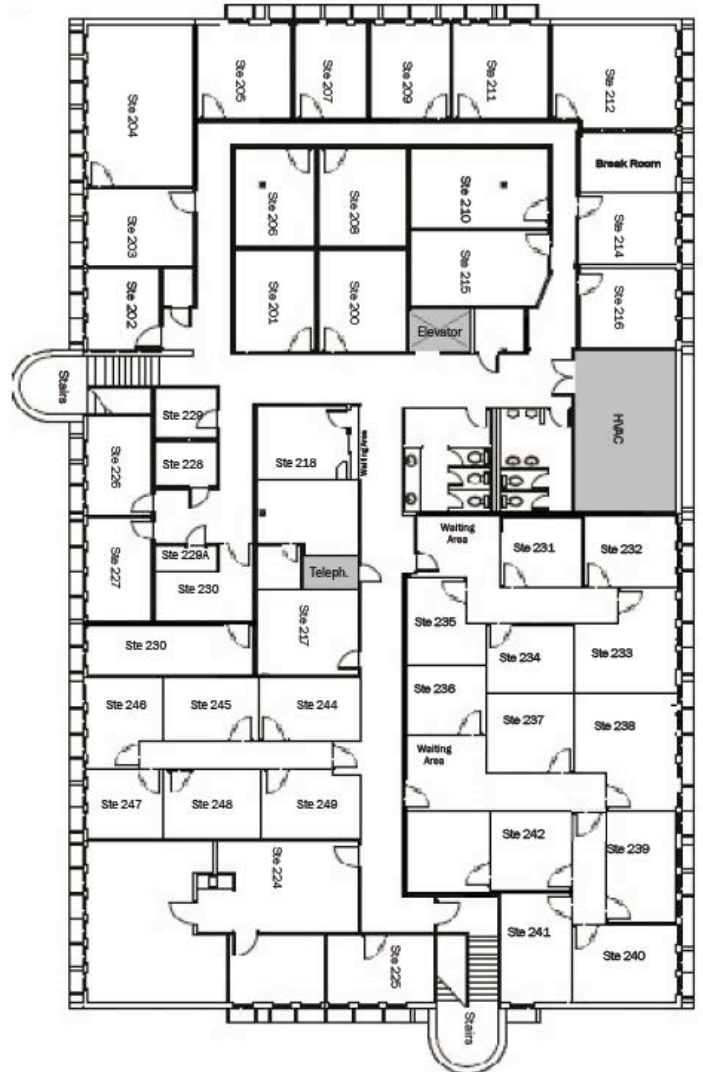 Ste 204
Ste 205
Ste 207
Ste 209
Ste 211
Ste 212
Break Room
Ste 206
Ste 208
Ste 210
Ste 203
Ste 214
Ste 215
Ste 202
Ste 201
Ste 200
Ste 216
Elevator
Stairs
Ste 229
HVAC
Ste 226
Ste 228
Ste 218
Waiting
Area
Ste 231
Ste 232
Ste 227
Ste 229A
Ste 230
Teleph.
Ste 217
Ste 235
Ste 234
Ste 233
Ste 230
Ste 236
Ste 246
Ste 245
Ste 244
Ste 237
Ste 238
Waiting
Area
Ste 247
Ste 248
Ste 249
Ste 242
Ste 239
Ste 224
Ste 241
Ste 240
Ste 225
Stairs